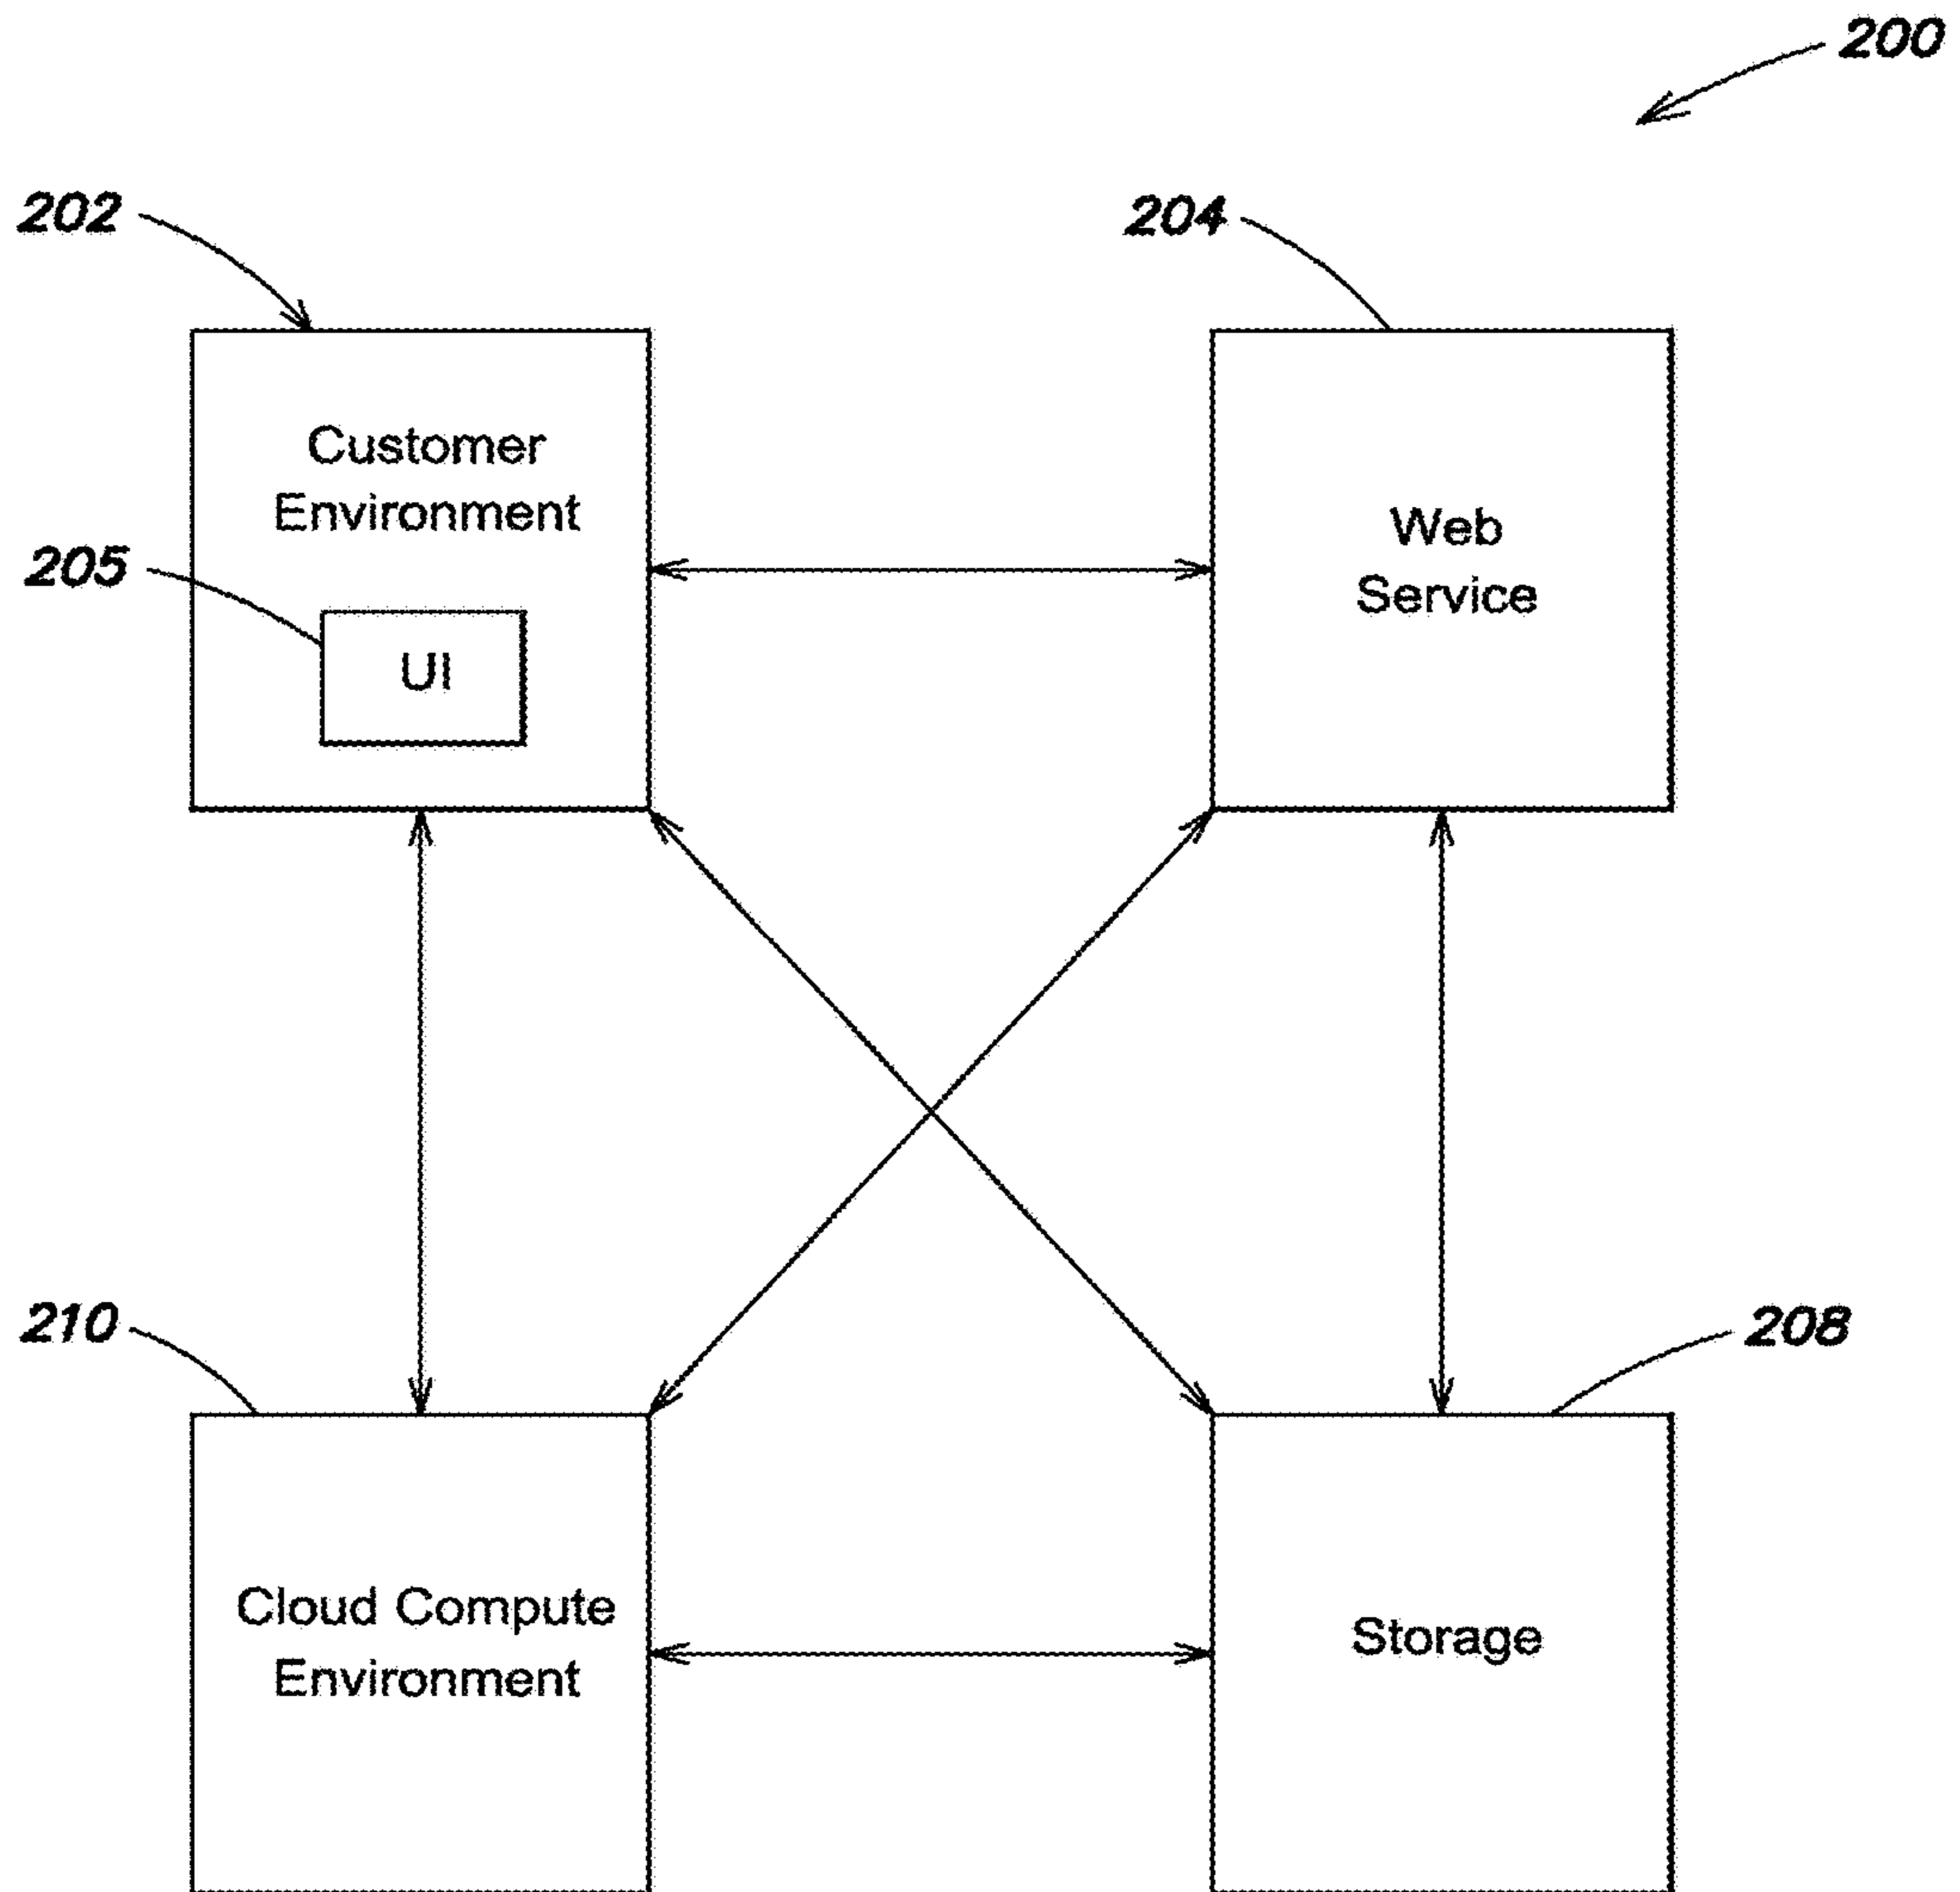 200
202
204
Customer
Environment
Web
Service
205
UI
210
208
Cloud Compute
Environment
Storage